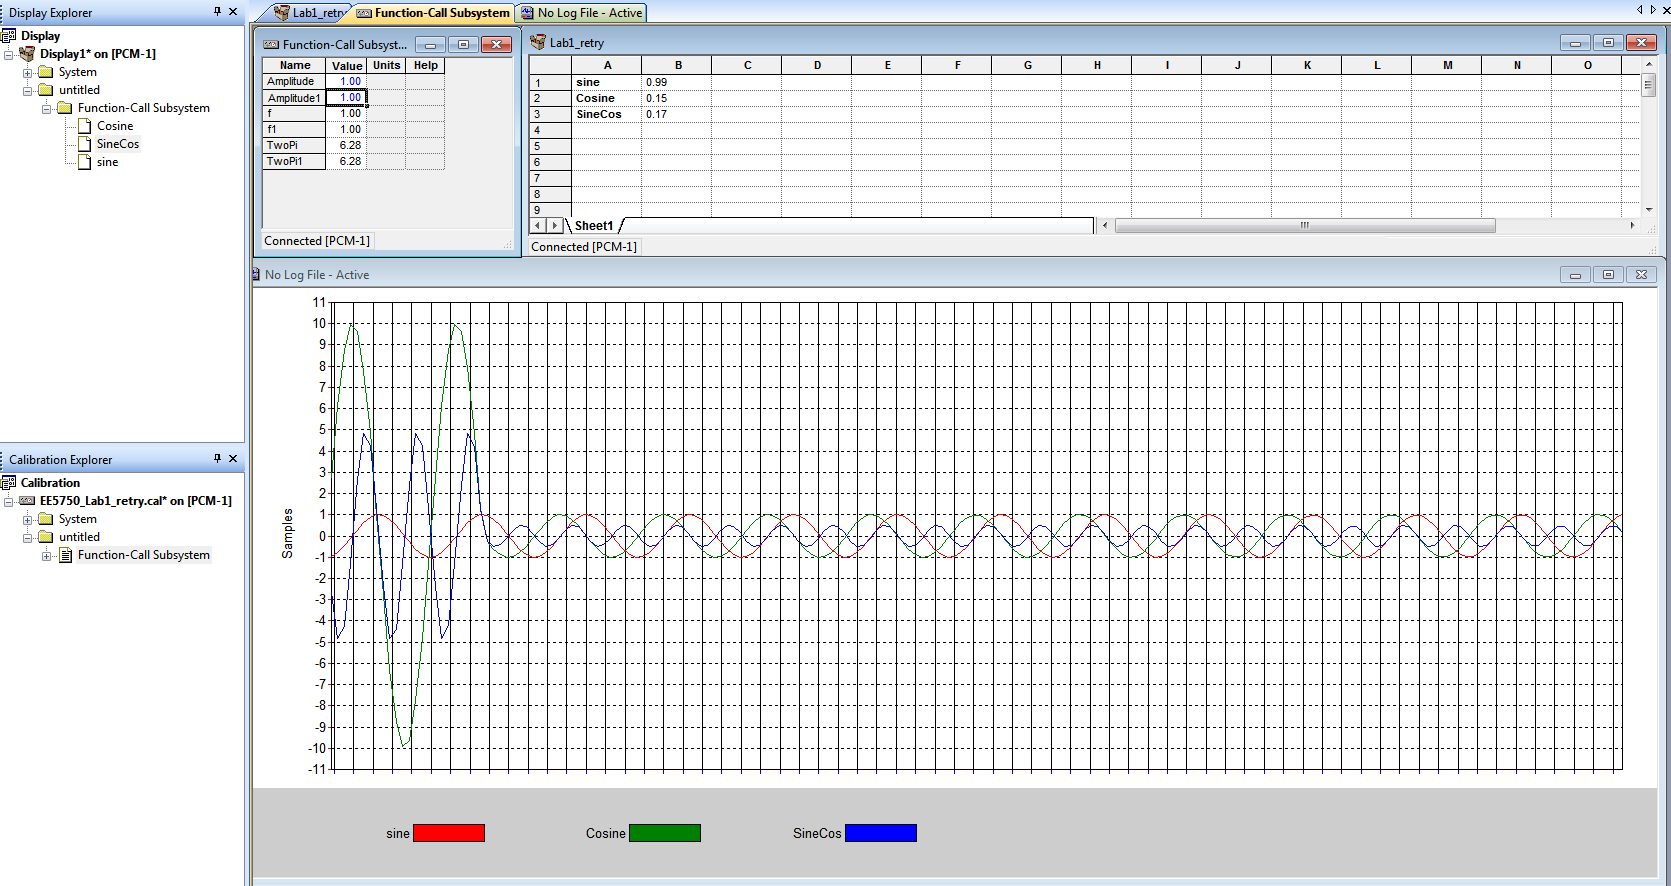 Display Explorer
Display
Display1* on [PCM-1]
System
untitled
Function-Call Subsystem
Cosine
SineCos
sine
Calibration Explorer
Calibration
EE5750_Lab1_retry.cal* on [PCM-1]
System
untitled
Function-Call Subsystem
Lab1_retry Function-Call Subsystem No Log File - Active
Function-Call Subsyst...
Name Value Units Help
Amplitude 1.00
Amplitude1 1.00
f 1.00
f1 1.00
TwoPi 6.28
TwoPi1 6.28
Connected [PCM-1]
Lab1_retry
A B C D E F G H I J K L M N O
1 sine 0.99
2 Cosine 0.15
3 SineCos 0.17
4
5
6
7
8
9
Sheet1
Connected [PCM-1]
No Log File - Active
11
10
9
8
7
6
5
4
3
2
1
0
-1
-2
-3
-4
-5
-6
-7
-8
-9
-10
-11
Samples
sine Cosine SineCos